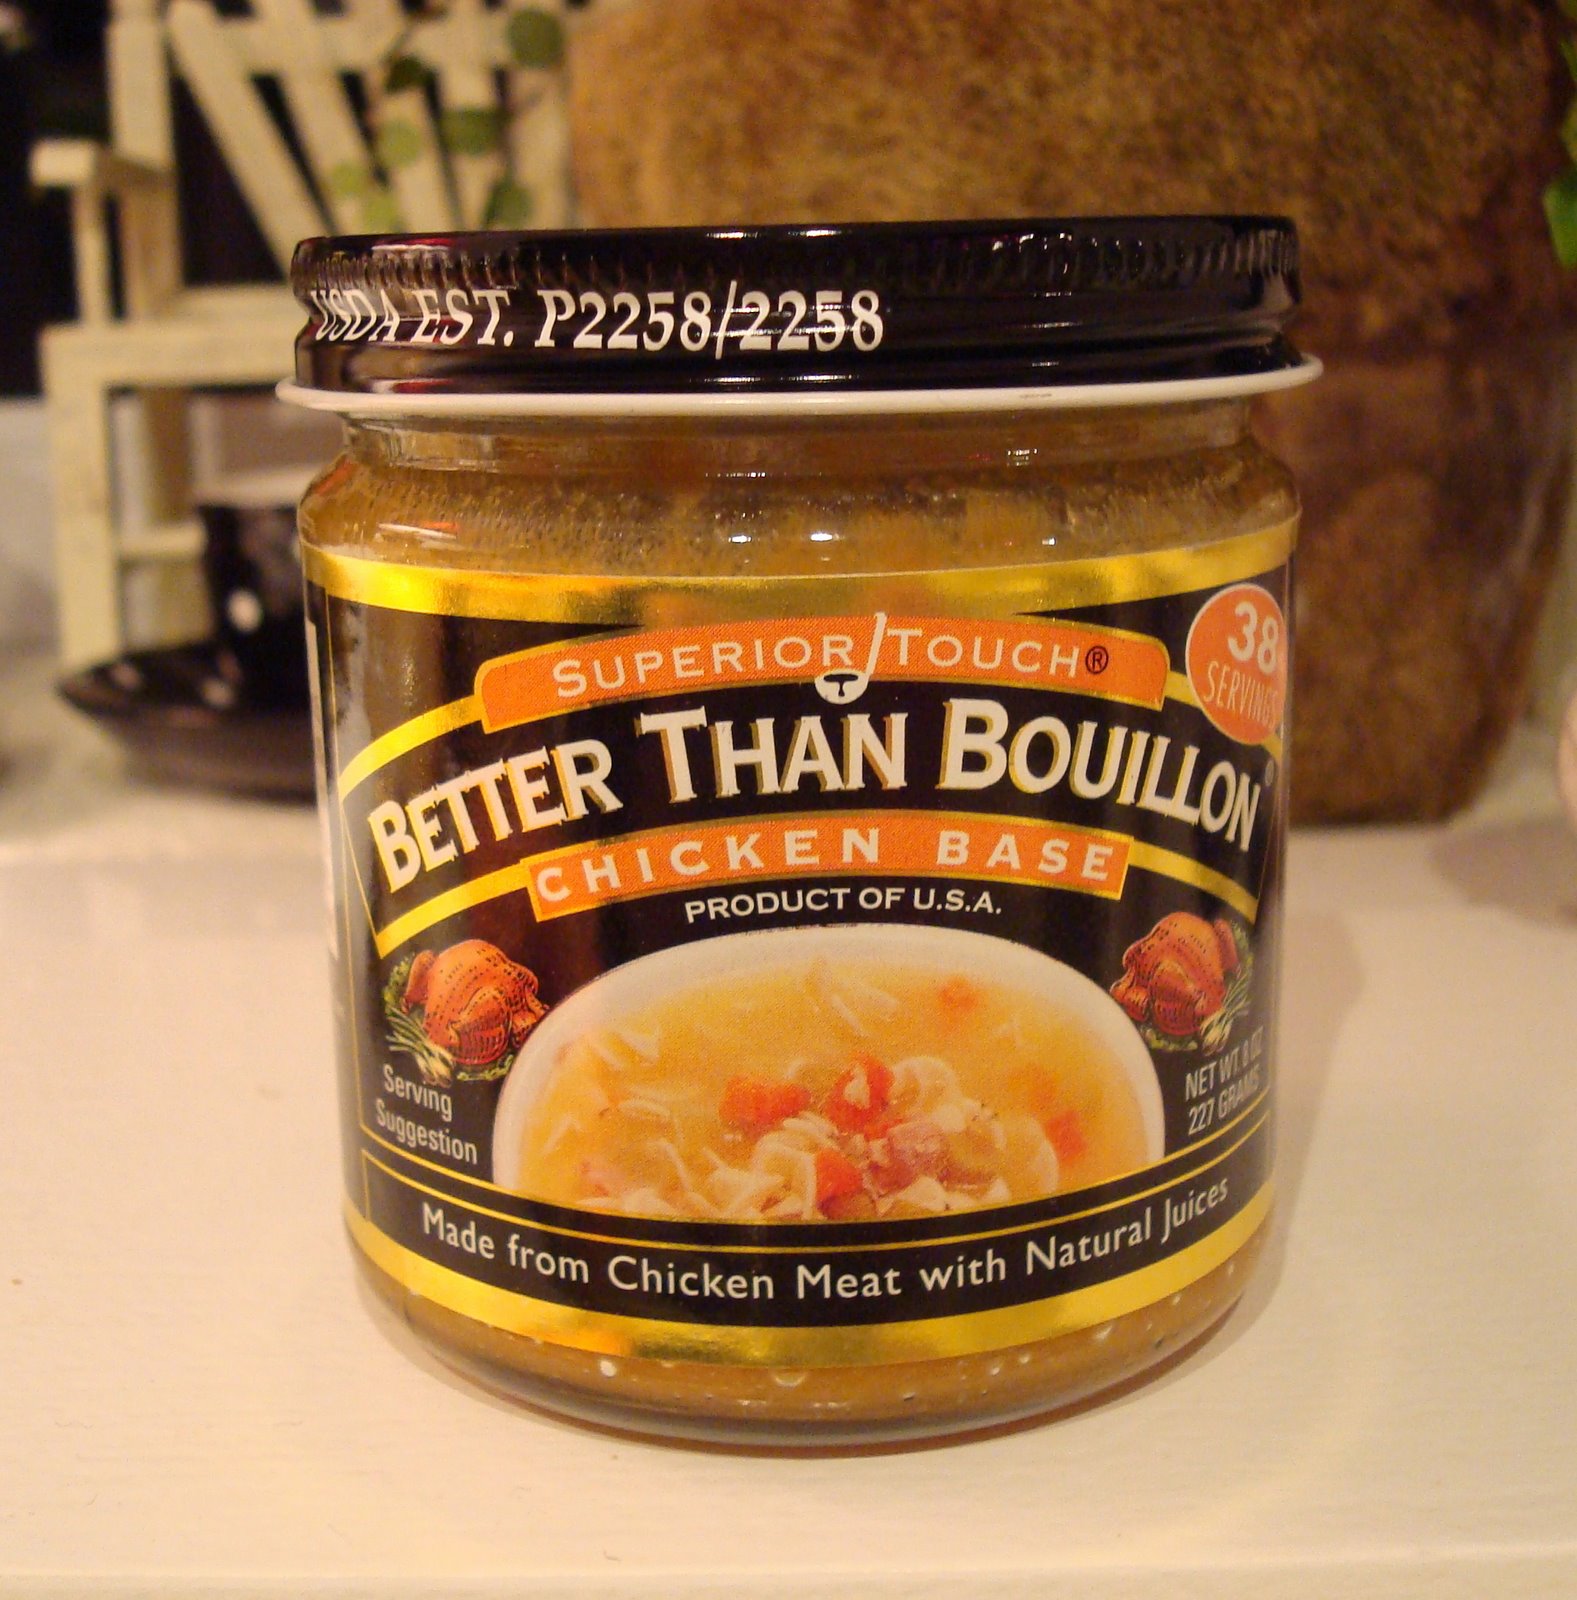 USDA EST. P2258/2258
SUPERIOR TOUCH®
38
SERVINGS
BETTER THAN BOUILLON®
CHICKEN BASE
PRODUCT OF U.S.A.
Serving
Suggestion
NET WT. 8 OZ.
227 GRAMS
Made from Chicken Meat with Natural Juices